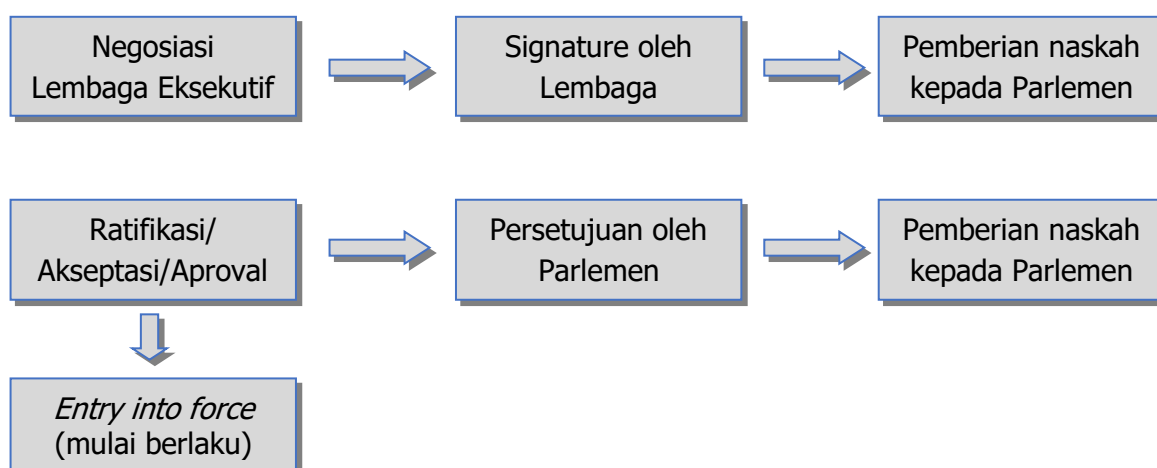 Negosiasi
Lembaga Eksekutif
Signature oleh
Lembaga
Pemberian naskah
kepada Parlemen
Ratifikasi/
Akseptasi/Aproval
Persetujuan oleh
Parlemen
Pemberian naskah
kepada Parlemen
Entry into force
(mulai berlaku)